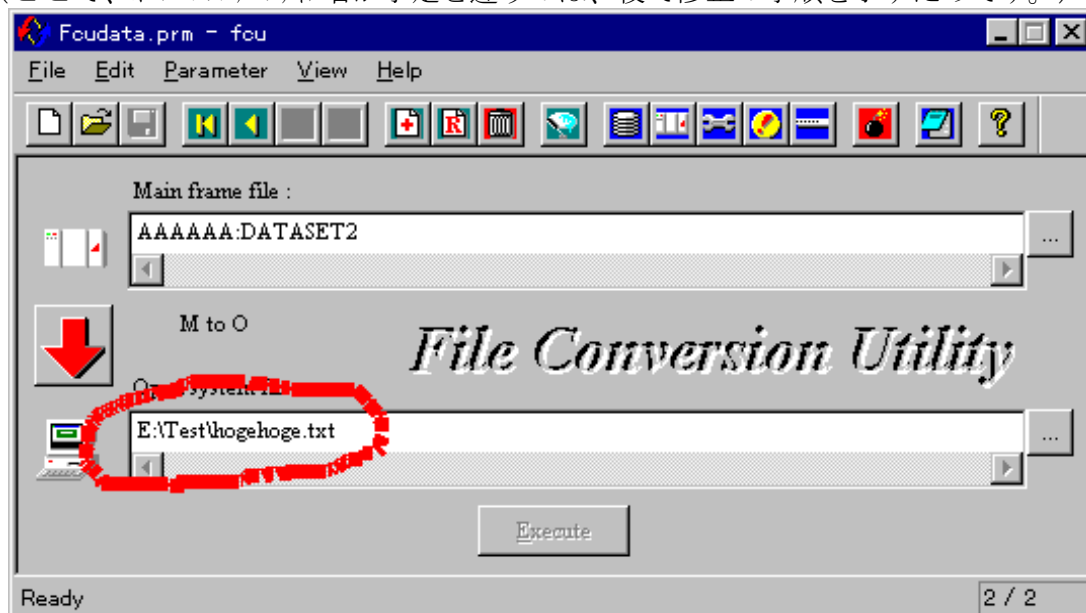 Fcudata.prm - fcu
File Edit Parameter View Help
Main frame file :
AAAAAA:DATASET2
...
M to O
File Conversion Utility
system
E:\Test\hogehoge.txt
...
Execute
Ready
2 / 2